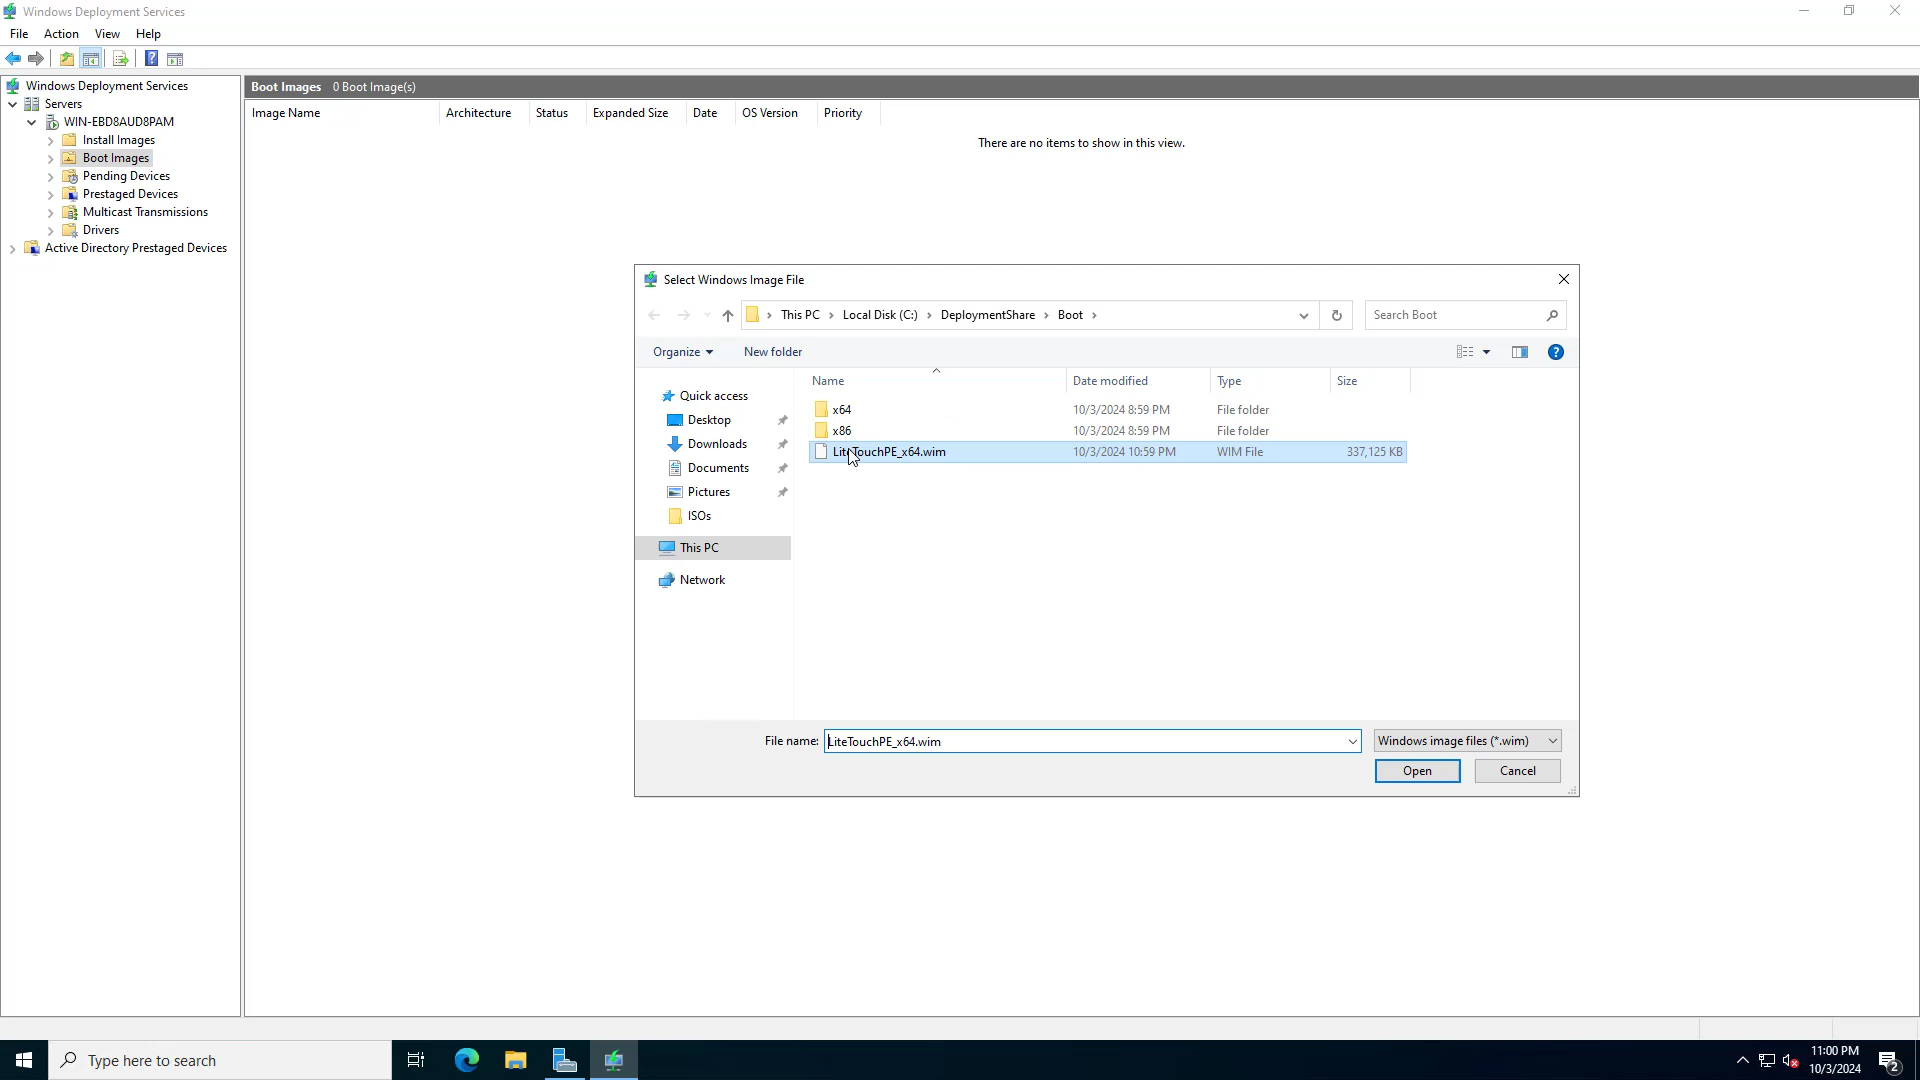 Windows Deployment Services
File Action View Help
Windows Deployment Services
Servers
WIN-EBD8AUD8PAM
Install Images
Boot Images
Pending Devices
Prestaged Devices
Multicast Transmissions
Drivers
Active Directory Prestaged Devices
Boot Images 0 Boot Image(s)
Image Name Architecture Status Expanded Size Date OS Version Priority
There are no items to show in this view.
Select Windows Image File
This PC Local Disk (C:) DeploymentShare Boot
Search Boot
Organize New folder
Quick access
Desktop
Downloads
Documents
Pictures
ISOs
This PC
Network
Name Date modified Type Size
x64 10/3/2024 8:59 PM File folder
x86 10/3/2024 8:59 PM File folder
LiteTouchPE_x64.wim 10/3/2024 10:59 PM WIM File 337,125 KB
File name: LiteTouchPE_x64.wim Windows image files (*.wim)
Open Cancel
Type here to search
11:00 PM
10/3/2024
2